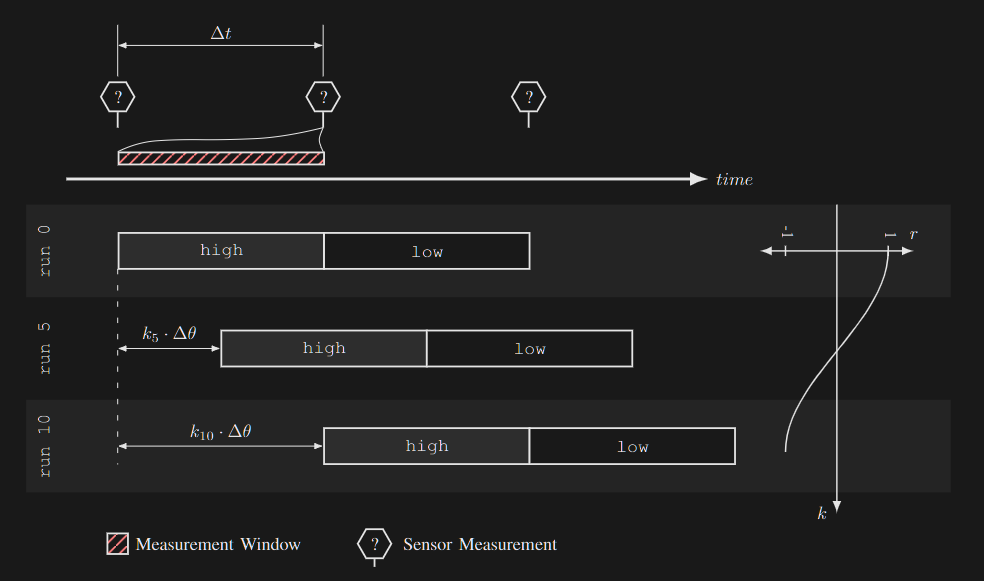 Δt
? ? ?
time
run 0
high low
-1 1 r
run 5
k₅ · Δθ
high low
run 10
k₁₀ · Δθ
high low
k
Measurement Window
? Sensor Measurement